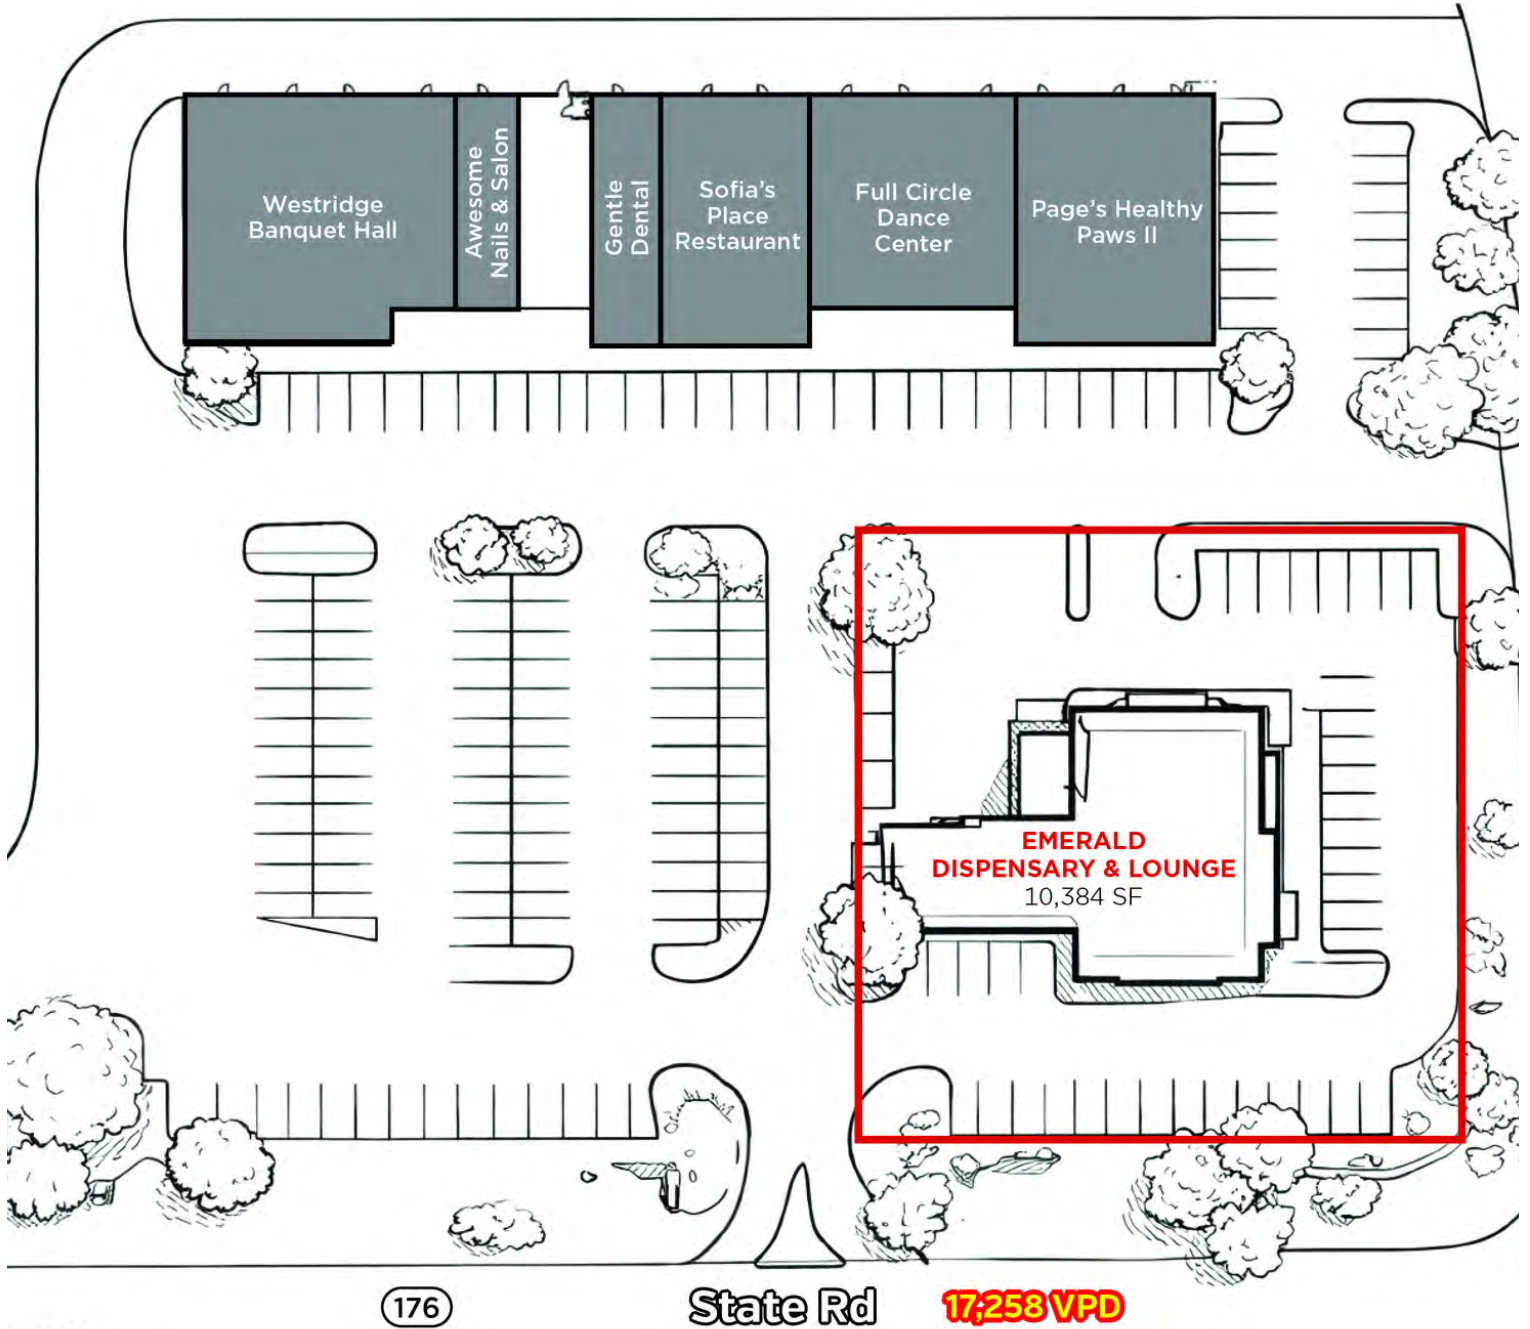 Westridge
Banquet Hall
Awesome
Nails & Salon
Gentle
Dental
Sofia's
Place
Restaurant
Full Circle
Dance
Center
Page's Healthy
Paws II
EMERALD
DISPENSARY & LOUNGE
10,384 SF
176
State Rd
17,258 VPD